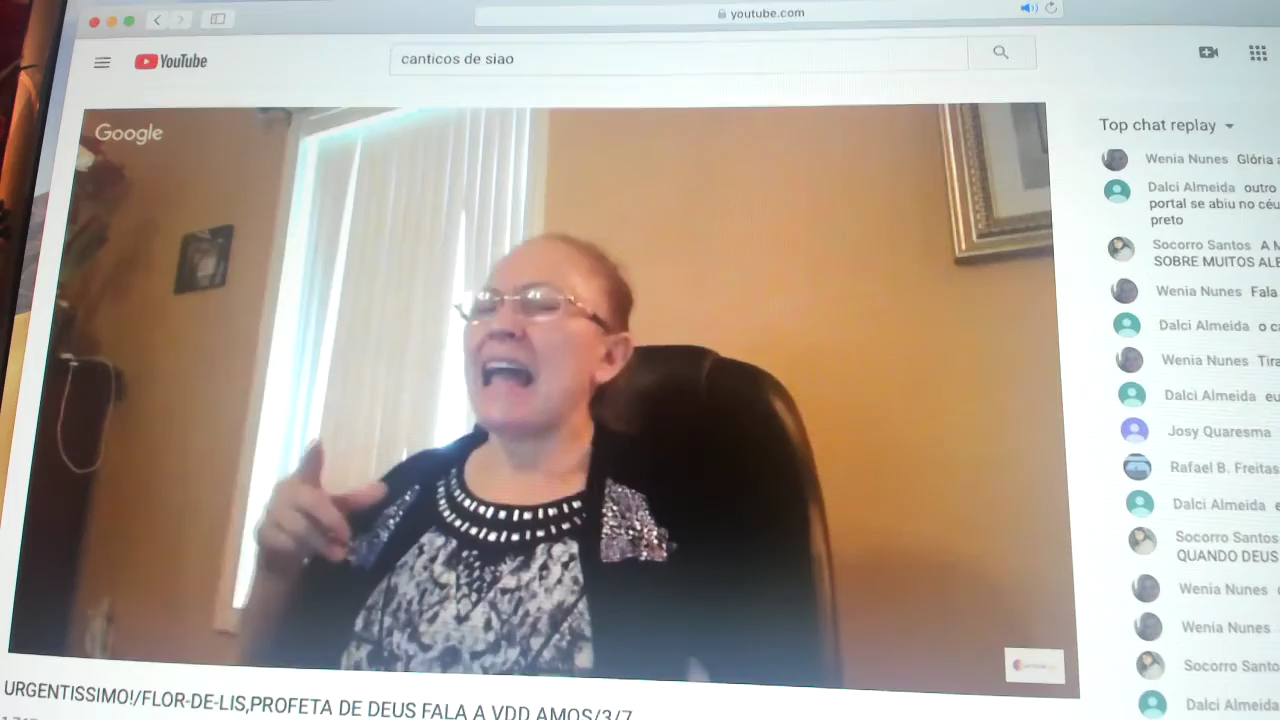 youtube.com
YouTube
canticos de siao
Google
Top chat replay
Wenia Nunes Glória
Dalci Almeida outro
portal se abiu no céu
preto
Socorro Santos A
SOBRE MUITOS
Wenia Nunes Fala
Dalci Almeida o
Wenia Nunes
Dalci Almeida eu
Josy Quaresma
Rafael B. Freitas
Dalci Almeida
Socorro Santos
QUANDO DEUS
Wenia Nunes
Wenia Nunes
Socorro
Dalci Almeida
URGENTISSIMO!/FLOR-DE-LIS,PROFETA DE DEUS FALA A VDD AMOS/3/7